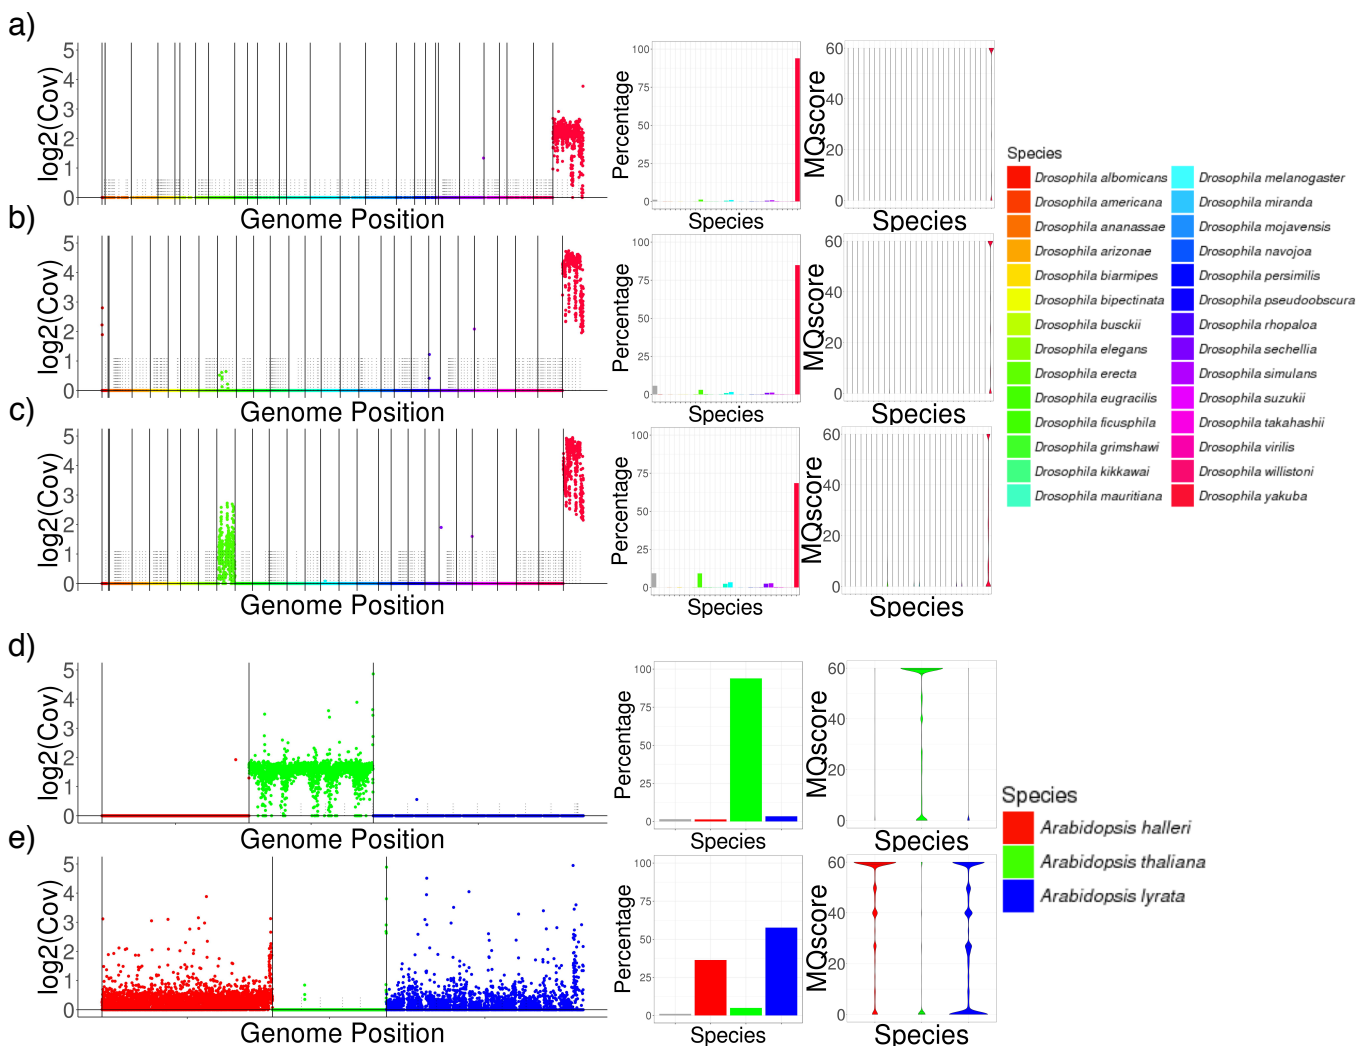 a)
log2(Cov)
5
4
3
2
1
0
Genome Position
Percentage
100
75
50
25
0
Species
MQscore
60
40
20
0
Species
b)
log2(Cov)
5
4
3
2
1
0
Genome Position
Percentage
100
75
50
25
0
Species
MQscore
60
40
20
0
Species
c)
log2(Cov)
5
4
3
2
1
0
Genome Position
Percentage
100
75
50
25
0
Species
MQscore
60
40
20
0
Species
Species
Drosophila albomicans
Drosophila americana
Drosophila ananassae
Drosophila arizonae
Drosophila biarmipes
Drosophila bipectinata
Drosophila busckii
Drosophila elegans
Drosophila erecta
Drosophila eugracilis
Drosophila ficusphila
Drosophila grimshawi
Drosophila kikkawai
Drosophila mauritiana
Drosophila melanogaster
Drosophila miranda
Drosophila mojavensis
Drosophila navojoa
Drosophila persimilis
Drosophila pseudoobscura
Drosophila rhopaloa
Drosophila sechellia
Drosophila simulans
Drosophila suzukii
Drosophila takahashii
Drosophila virilis
Drosophila willistoni
Drosophila yakuba
d)
log2(Cov)
5
4
3
2
1
0
Genome Position
Percentage
100
75
50
25
0
Species
MQscore
60
40
20
0
Species
e)
log2(Cov)
5
4
3
2
1
0
Genome Position
Percentage
100
75
50
25
0
Species
MQscore
60
40
20
0
Species
Species
Arabidopsis halleri
Arabidopsis thaliana
Arabidopsis lyrata